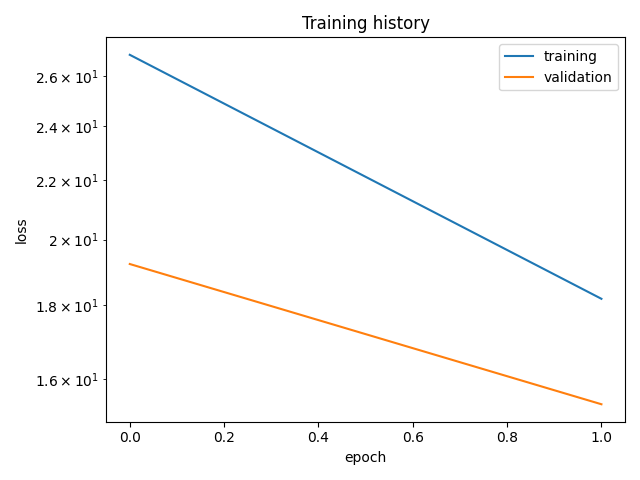 Training history
training
validation
2.6 × 10¹
2.4 × 10¹
2.2 × 10¹
2 × 10¹
1.8 × 10¹
1.6 × 10¹
loss
0.0 0.2 0.4 0.6 0.8 1.0
epoch